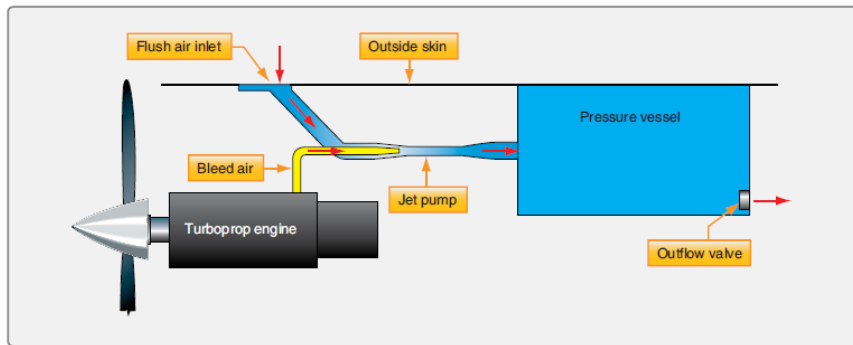 Flush air inlet
Outside skin
Pressure vessel
Bleed air
Jet pump
Turboprop engine
Outflow valve